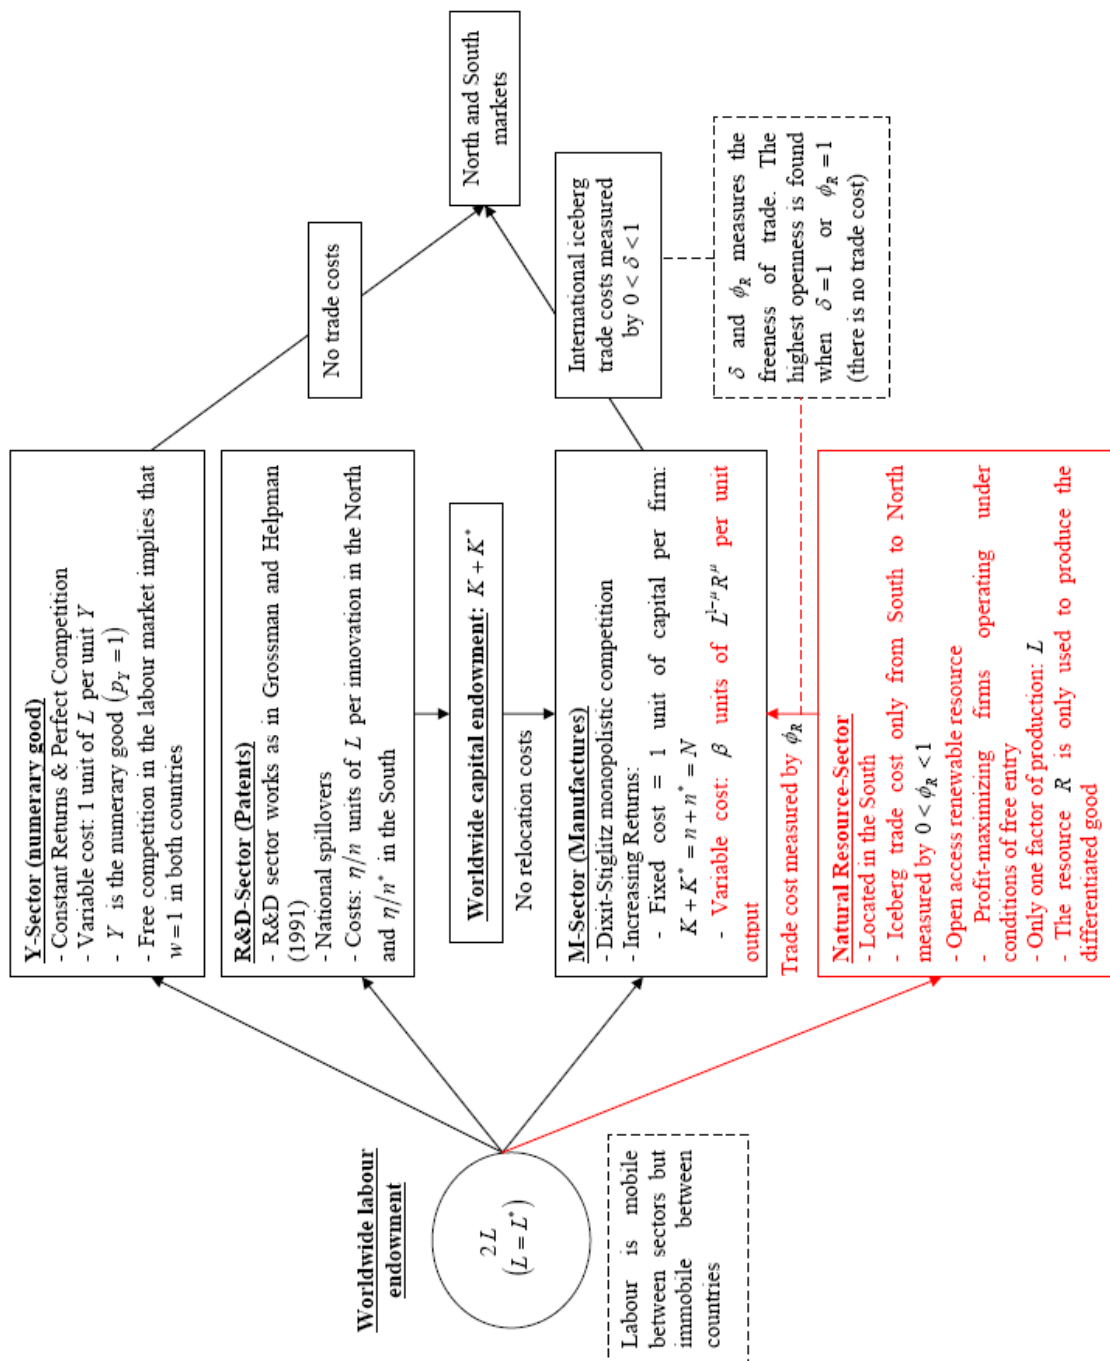 Worldwide labour
endowment
2L
(L = L*)
Labour is mobile
between sectors but
immobile between
countries
Y-Sector (numerary good)
- Constant Returns & Perfect Competition
- Variable cost: 1 unit of L per unit Y
- Y is the numerary good (p_Y = 1)
- Free competition in the labour market implies that
w = 1 in both countries
R&D-Sector (Patents)
- R&D sector works as in Grossman and Helpman
(1991)
- National spillovers
- Costs: η/n units of L per innovation in the North
and η/n* in the South
Worldwide capital endowment: K + K*
No relocation costs
M-Sector (Manufactures)
- Dixit-Stiglitz monopolistic competition
- Increasing Returns:
- Fixed cost = 1 unit of capital per firm:
K + K* = n + n* = N
- Variable cost: β units of L^{1-μ}R^μ per unit
output
Trade cost measured by ϕ_R
Natural Resource-Sector
- Located in the South
- Iceberg trade cost only from South to North
measured by 0 < ϕ_R < 1
- Open access renewable resource
- Profit-maximizing firms operating under
conditions of free entry
- Only one factor of production: L
- The resource R is only used to produce the
differentiated good
No trade costs
International iceberg
trade costs measured
by 0 < δ < 1
δ and ϕ_R measures the
freeness of trade. The
highest openness is found
when δ = 1 or ϕ_R = 1
(there is no trade cost)
North and South
markets